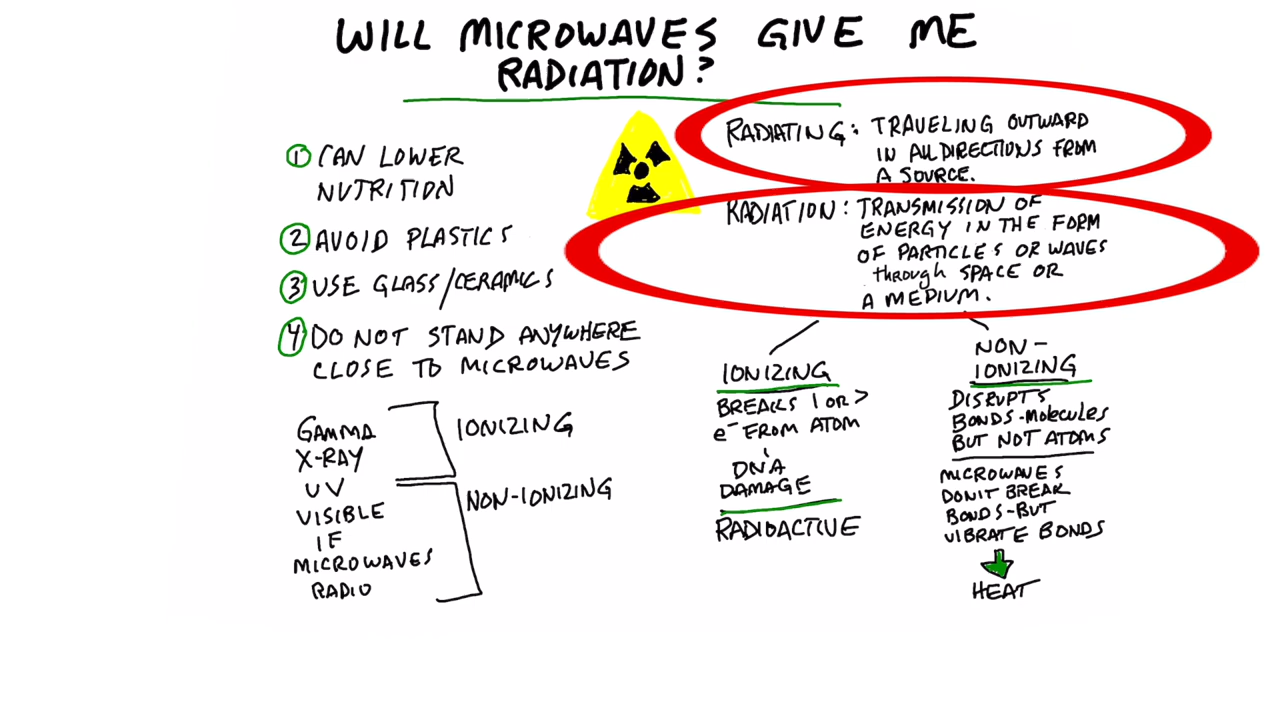 WILL MICROWAVES GIVE ME
RADIATION?
① CAN LOWER
NUTRITION
② AVOID PLASTICS
③ USE GLASS/CERAMICS
④ DO NOT STAND ANYWHERE
CLOSE TO MICROWAVES
GAMMA
X-RAY
UV
VISIBLE
IF
MICROWAVES
RADIO
IONIZING
NON-IONIZING
RADIATING: TRAVELING OUTWARD
IN ALL DIRECTIONS FROM
A SOURCE.
RADIATION: TRANSMISSION OF
ENERGY IN THE FORM
OF PARTICLES OR WAVES
through SPACE OR
A MEDIUM.
IONIZING
BREAKS 1 OR >
e⁻ FROM ATOM
DNA
DAMAGE
RADIOACTIVE
NON-
IONIZING
DISRUPTS
BONDS-MOLECULES
BUT NOT ATOMS
MICROWAVES
DON'T BREAK
BONDS-BUT
VIBRATE BONDS
HEAT